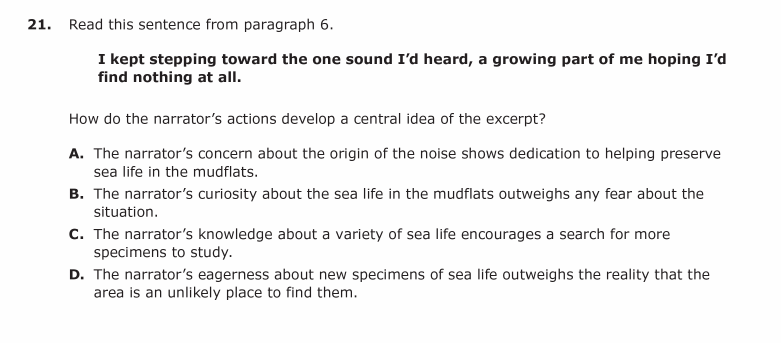 21. Read this sentence from paragraph 6.
I kept stepping toward the one sound I’d heard, a growing part of me hoping I’d
find nothing at all.
How do the narrator’s actions develop a central idea of the excerpt?
A. The narrator’s concern about the origin of the noise shows dedication to helping preserve
sea life in the mudflats.
B. The narrator’s curiosity about the sea life in the mudflats outweighs any fear about the
situation.
C. The narrator’s knowledge about a variety of sea life encourages a search for more
specimens to study.
D. The narrator’s eagerness about new specimens of sea life outweighs the reality that the
area is an unlikely place to find them.